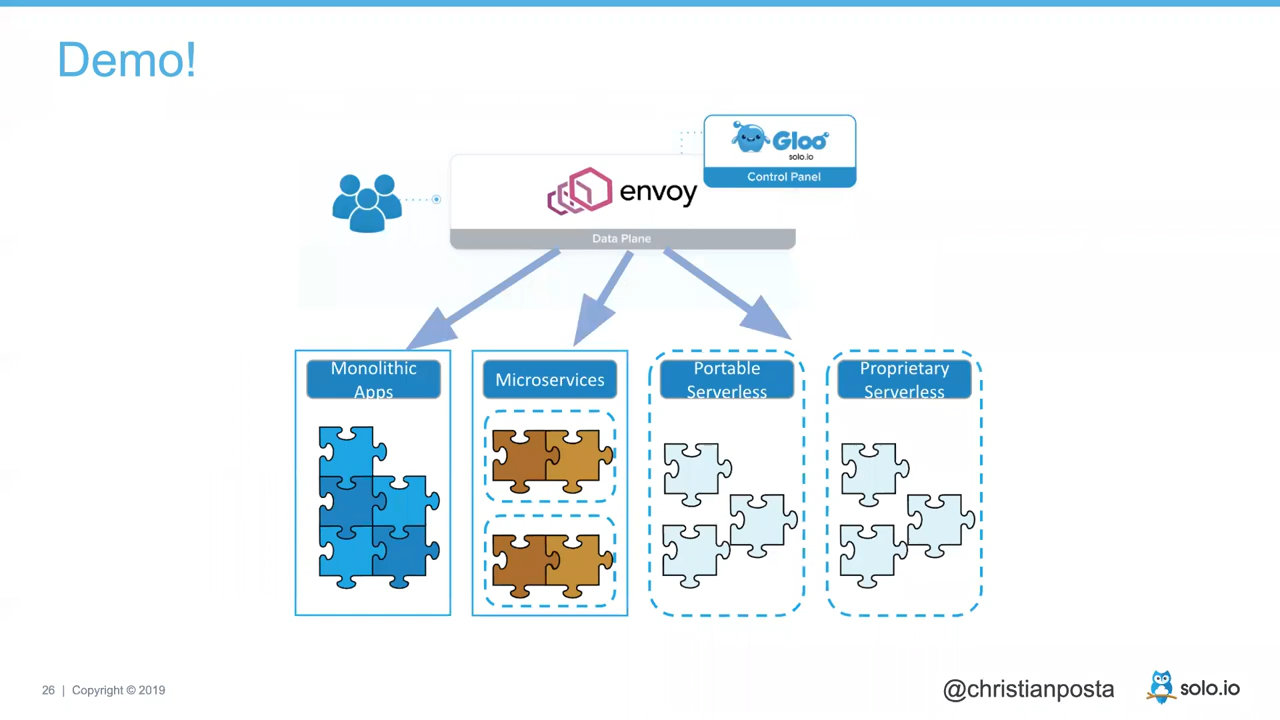 Demo!
Gloo
solo.io
Control Panel
envoy
Data Plane
Monolithic
Apps
Microservices
Portable
Serverless
Proprietary
Serverless
26 | Copyright © 2019
@christianposta
solo.io